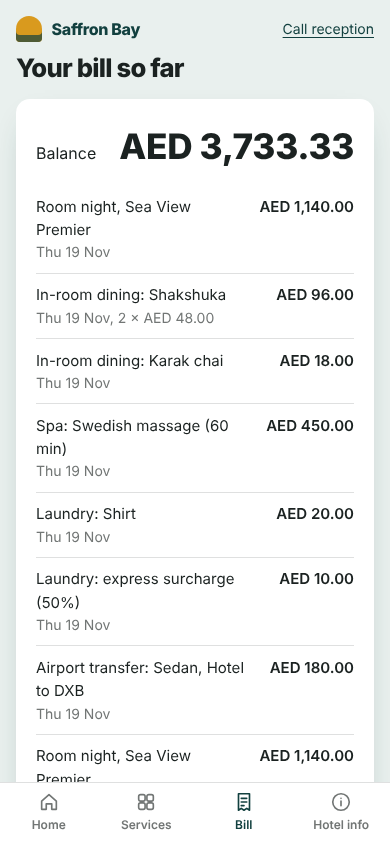 Saffron Bay
Call reception
Your bill so far
Balance AED 3,733.33
Room night, Sea View AED 1,140.00
Premier
Thu 19 Nov
In-room dining: Shakshuka AED 96.00
Thu 19 Nov, 2 × AED 48.00
In-room dining: Karak chai AED 18.00
Thu 19 Nov
Spa: Swedish massage (60 AED 450.00
min)
Thu 19 Nov
Laundry: Shirt AED 20.00
Thu 19 Nov
Laundry: express surcharge AED 10.00
(50%)
Thu 19 Nov
Airport transfer: Sedan, Hotel AED 180.00
to DXB
Thu 19 Nov
Room night, Sea View AED 1,140.00
Premier
Home Services Bill Hotel info